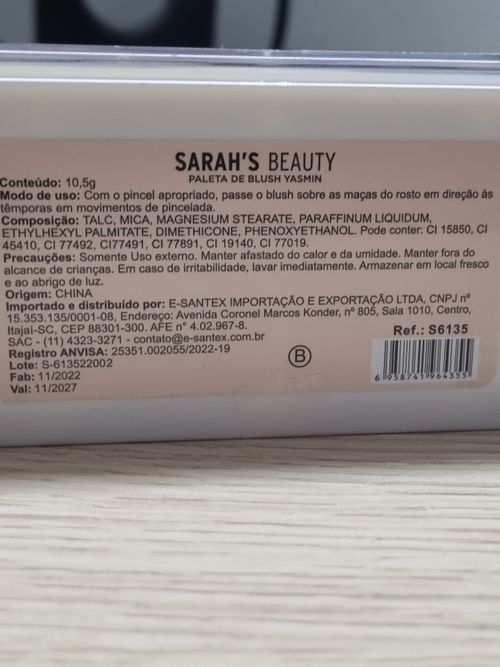 SARAH'S BEAUTY
PALETA DE BLUSH YASMIN
Conteúdo: 10,5g
Modo de uso: Com o pincel apropriado, passe o blush sobre as maças do rosto em direção às
têmporas em movimentos de pincelada.
Composição: TALC, MICA, MAGNESIUM STEARATE, PARAFFINUM LIQUIDUM,
ETHYLHEXYL PALMITATE, DIMETHICONE, PHENOXYETHANOL. Pode conter: CI 15850, CI
45410, CI 77492, CI77491, CI 77891, CI 19140, CI 77019.
Precauções: Somente Uso externo. Manter afastado do calor e da umidade. Manter fora do
alcance de crianças. Em caso de irritabilidade, lavar imediatamente. Armazenar em local fresco
e ao abrigo de luz.
Origem: CHINA
Importado e distribuído por: E-SANTEX IMPORTAÇÃO E EXPORTAÇÃO LTDA, CNPJ nº
15.353.135/0001-08, Endereço: Avenida Coronel Marcos Konder, nº 805, Sala 1010, Centro,
Itajaí-SC, CEP 88301-300. AFE n° 4.02.967-8.
SAC - (11) 4323-3271 - contato@e-santex.com.br
Registro ANVISA: 25351.002055/2022-19
Lote: S-613522002
Fab: 11/2022
Val: 11/2027
B
Ref.: S6135
6 958741 964355